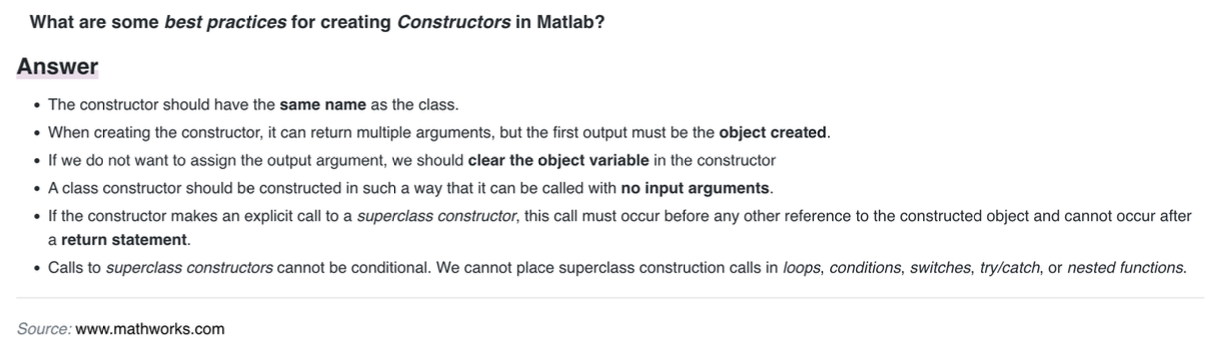 What are some best practices for creating Constructors in Matlab?
Answer
• The constructor should have the same name as the class.
• When creating the constructor, it can return multiple arguments, but the first output must be the object created.
• If we do not want to assign the output argument, we should clear the object variable in the constructor
• A class constructor should be constructed in such a way that it can be called with no input arguments.
• If the constructor makes an explicit call to a superclass constructor, this call must occur before any other reference to the constructed object and cannot occur after
a return statement.
• Calls to superclass constructors cannot be conditional. We cannot place superclass construction calls in loops, conditions, switches, try/catch, or nested functions.
Source: www.mathworks.com